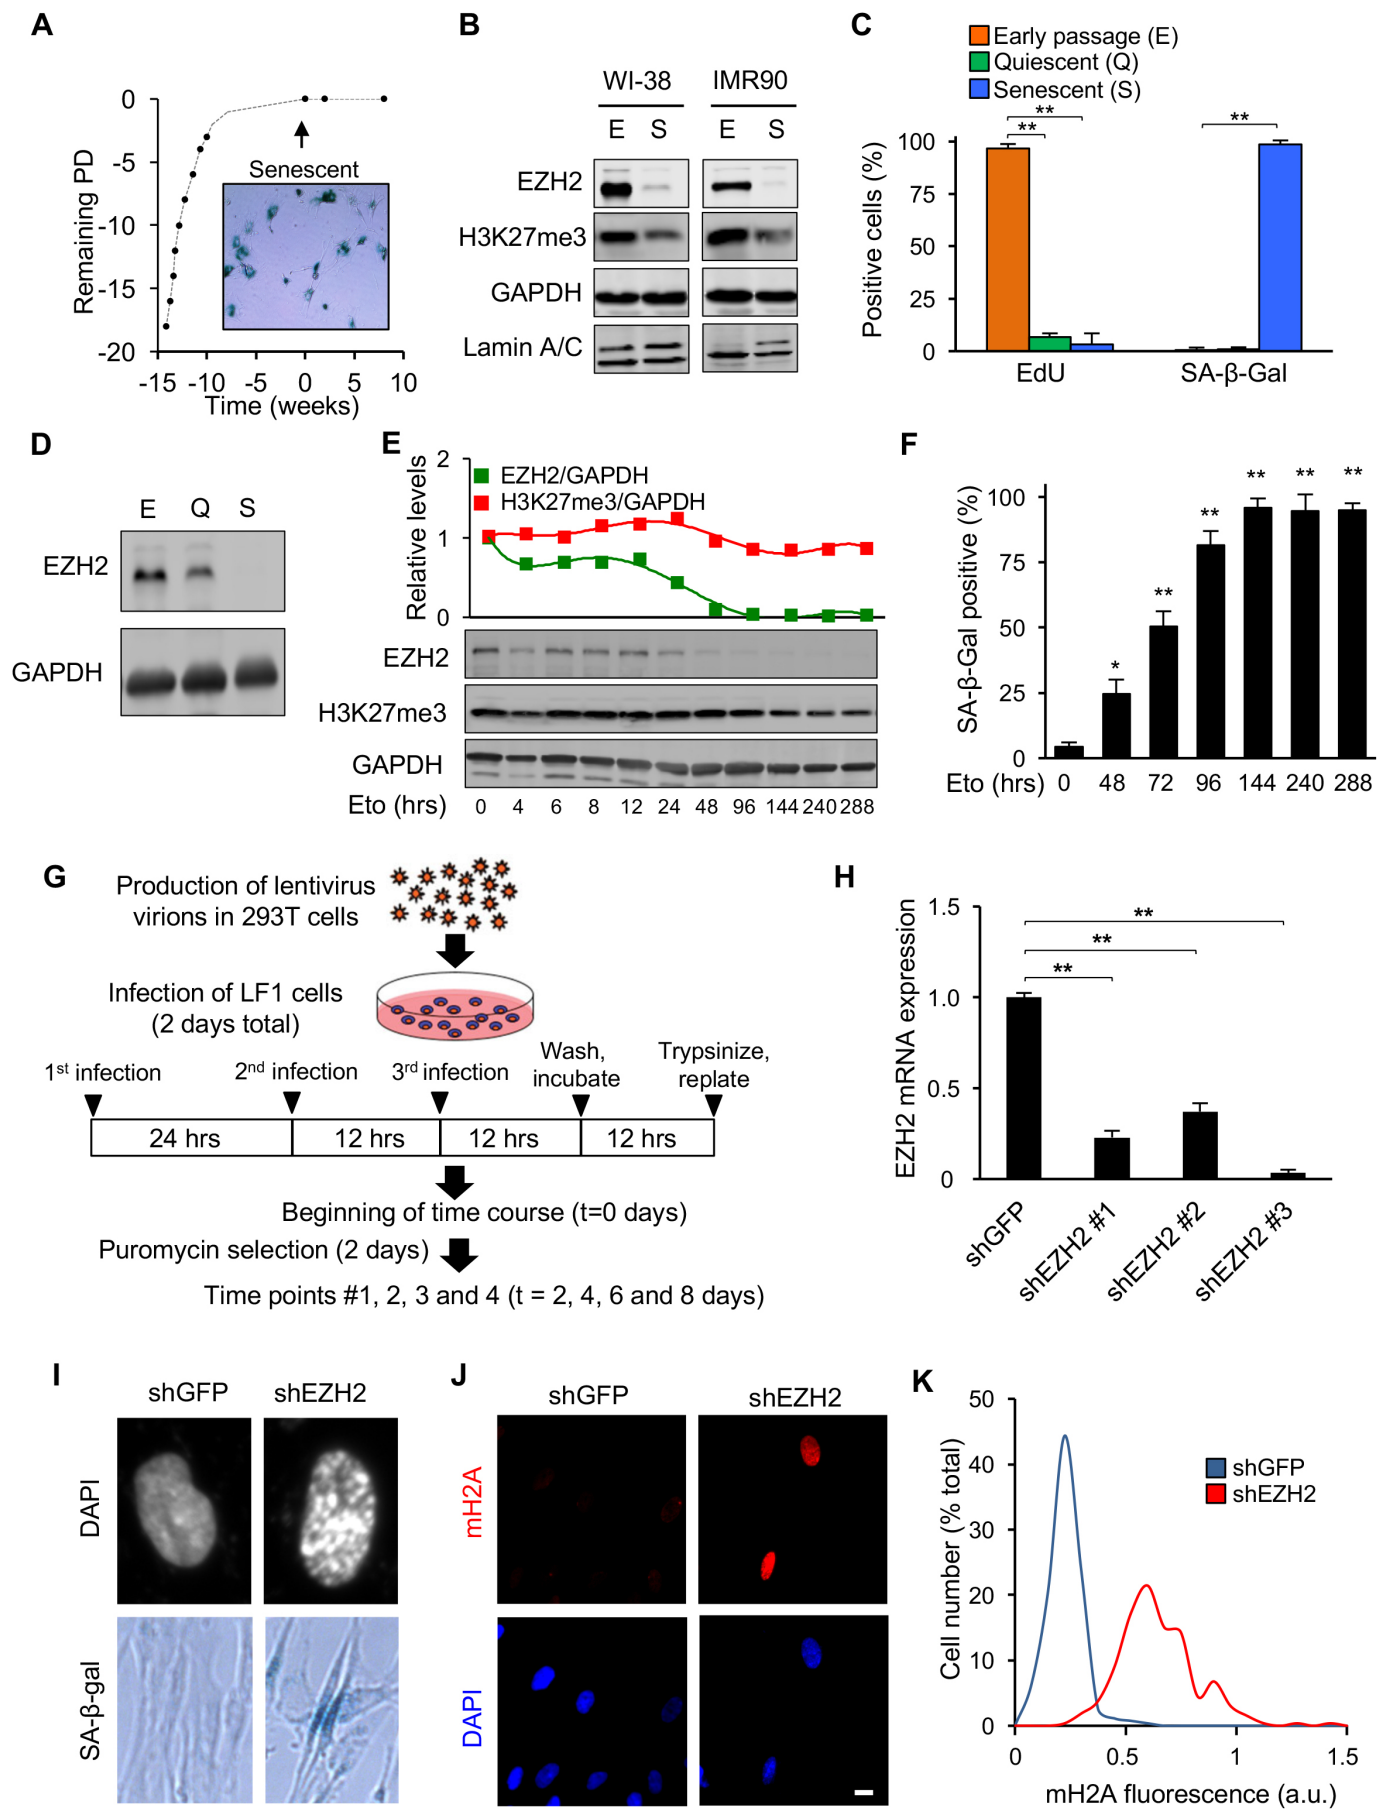 A
0
-5
-10
-15
-20
Remaining PD
Senescent
-15 -10 -5 0 5 10
Time (weeks)
B
WI-38 IMR90
E S E S
EZH2
H3K27me3
GAPDH
Lamin A/C
C
Early passage (E)
Quiescent (Q)
Senescent (S)
**
** **
100
75
50
25
0
Positive cells (%)
EdU SA-β-Gal
D
E Q S
EZH2
GAPDH
E
2
1
0
Relative levels
EZH2/GAPDH
H3K27me3/GAPDH
EZH2
H3K27me3
GAPDH
Eto (hrs) 0 4 6 8 12 24 48 96 144 240 288
F
100
75
50
25
0
SA-β-Gal positive (%)
* ** ** ** ** **
Eto (hrs) 0 48 72 96 144 240 288
G
Production of lentivirus
virions in 293T cells
Infection of LF1 cells
(2 days total)
1st infection 2nd infection 3rd infection
Wash,
incubate
Trypsinize,
replate
24 hrs 12 hrs 12 hrs 12 hrs
Beginning of time course (t=0 days)
Puromycin selection (2 days)
Time points #1, 2, 3 and 4 (t = 2, 4, 6 and 8 days)
H
1.5
1.0
0.5
0
EZH2 mRNA expression
**
**
**
shGFP
shEZH2 #1
shEZH2 #2
shEZH2 #3
I
shGFP shEZH2
DAPI
SA-β-gal
J
shGFP shEZH2
mH2A
DAPI
K
50
40
30
20
10
0
Cell number (% total)
shGFP
shEZH2
0 0.5 1 1.5
mH2A fluorescence (a.u.)